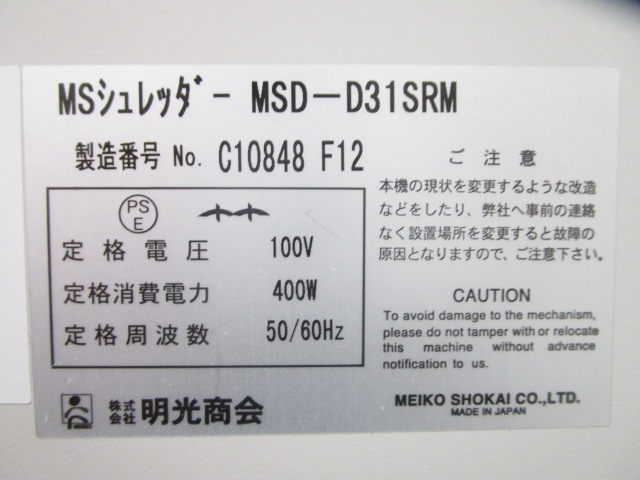 MSシュレッダー MSD－D31SRM
製造番号 No. C10848 F12
PS
E
定格電圧 100V
定格消費電力 400W
定格周波数 50/60Hz
株式会社 明光商会
ご注意
本機の現状を変更するような改造
などをしたり、弊社へ事前の連絡
なく設置場所を変更すると故障の
原因となりますので、ご注意下さい。
CAUTION
To avoid damage to the mechanism,
please do not tamper with or relocate
this machine without advance
notification to us.
MEIKO SHOKAI CO.,LTD.
MADE IN JAPAN